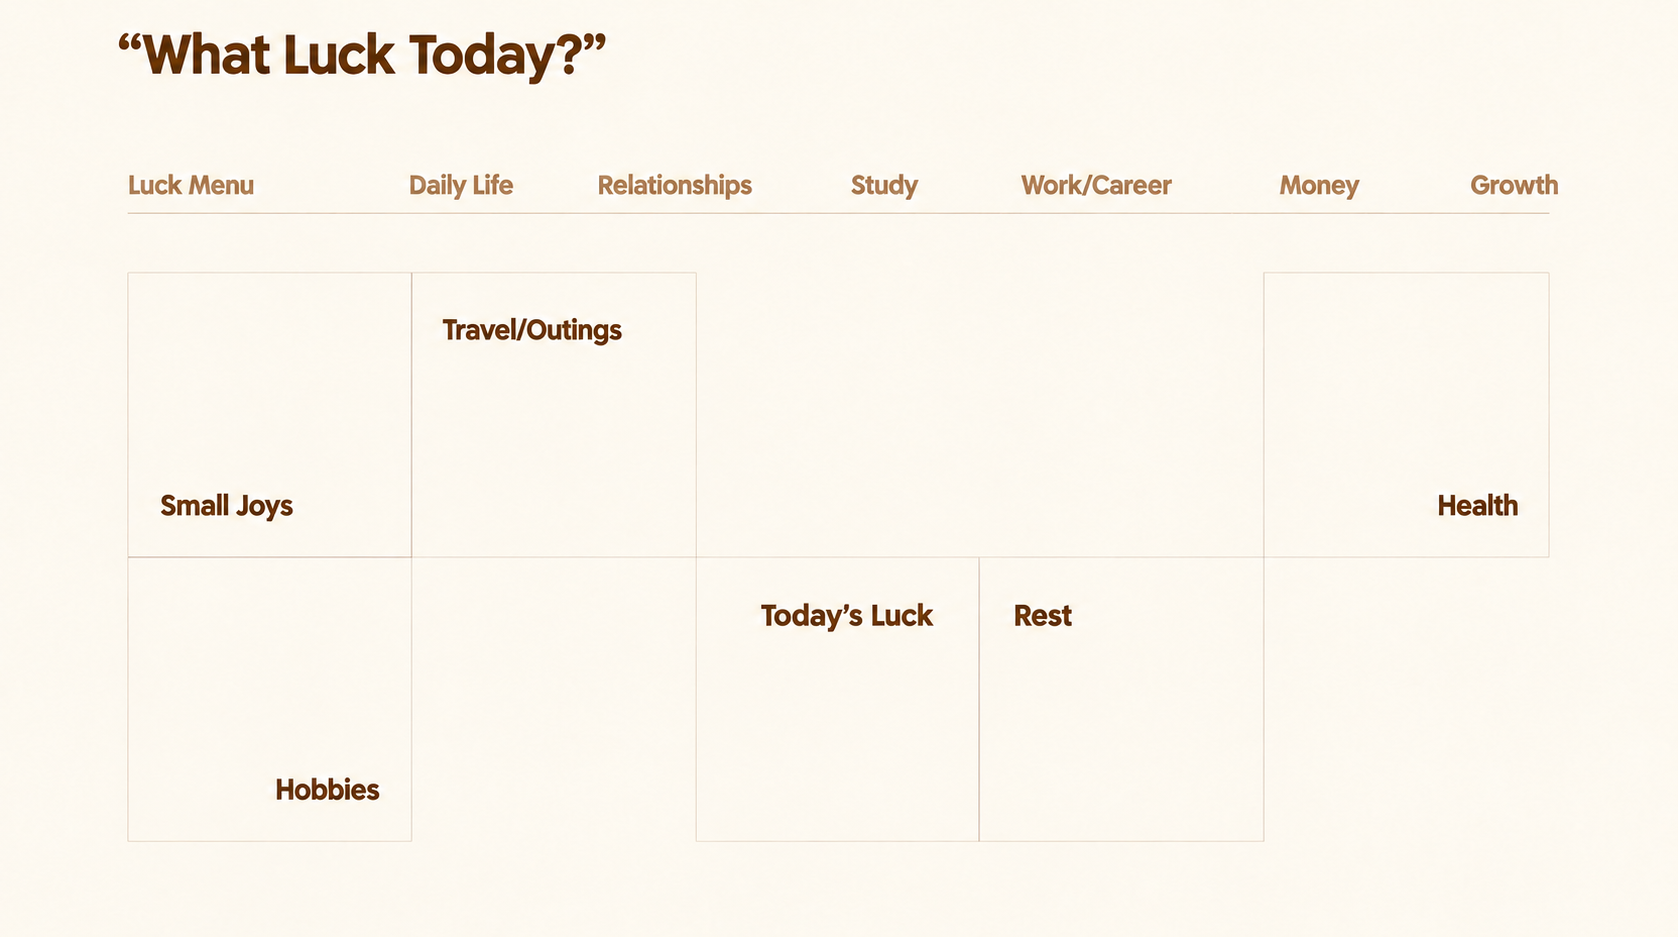 “What Luck Today?”
Luck Menu Daily Life Relationships Study Work/Career Money Growth
Travel/Outings
Small Joys
Health
Today’s Luck
Rest
Hobbies